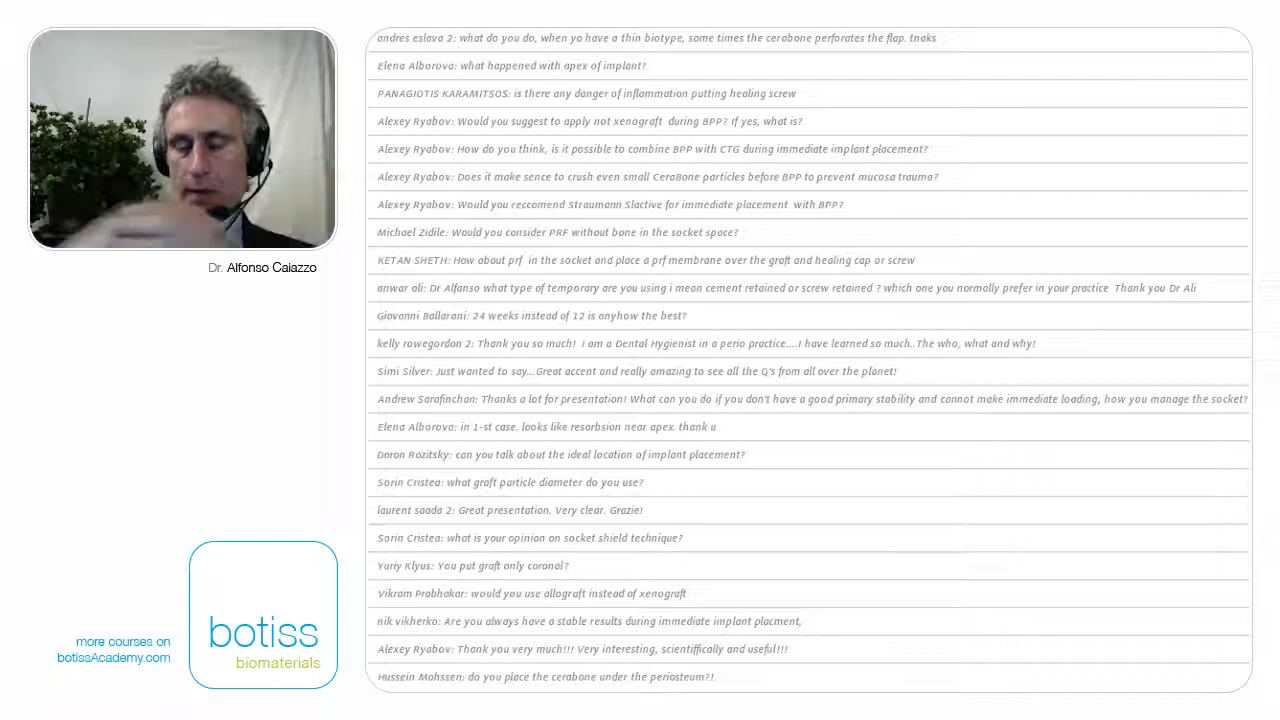 Dr. Alfonso Caiazzo
andres eslava 2: what do you do, when yo have a thin biotype, some times the cerabone perforates the flap. tnaks
Elena Alborova: what happened with apex of implant?
PANAGIOTIS KARAMITSOS: is there any danger of inflammation putting healing screw
Alexey Ryabov: Would you suggest to apply not xenograft during BPP? If yes, what is?
Alexey Ryabov: How do you think, is it possible to combine BPP with CTG during immediate implant placement?
Alexey Ryabov: Does it make sence to crush even small CeraBone particles before BPP to prevent mucosa trauma?
Alexey Ryabov: Would you reccomend Straumann Slactive for immediate placement with BPP?
Michael Zidile: Would you consider PRF without bone in the socket space?
KETAN SHETH: How about prf in the socket and place a prf membrane over the graft and healing cap or screw
anwar ali: Dr Alfanso what type of temporary are you using i mean cement retained or screw retained ? which one you normally prefer in your practice Thank you Dr Ali
Giovanni Ballarani: 24 weeks instead of 12 is anyhow the best?
kelly rowegordon 2: Thank you so much! I am a Dental Hygienist in a perio practice....I have learned so much..The who, what and why!
Simi Silver: Just wanted to say...Great accent and really amazing to see all the Q's from all over the planet!
Andrew Sarafinchan: Thanks a lot for presentation! What can you do if you don't have a good primary stability and cannot make immediate loading, how you manage the socket?
Elena Alborova: in 1-st case. looks like resorbsion near apex. thank u
Doron Rozitsky: can you talk about the ideal location of implant placement?
Sorin Cristea: what graft particle diameter do you use?
laurent saada 2: Great presentation. Very clear. Grazie!
Sorin Cristea: what is your opinion on socket shield technique?
Yuriy Klyus: You put graft only coronal?
Vikram Prabhakar: would you use allograft instead of xenograft
nik vikherko: Are you always have a stable results during immediate implant placment,
Alexey Ryabov: Thank you very much!!! Very interesting, scientiffically and useful!!!
Hussein Mohssen: do you place the cerabone under the periosteum?!
botiss
biomaterials
more courses on
botissAcademy.com